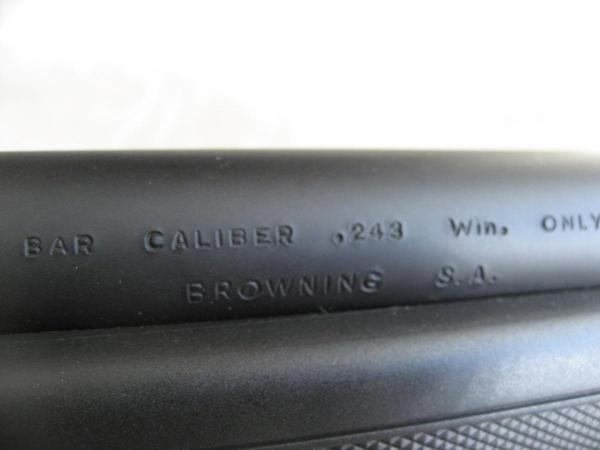 BAR CALIBER .243 Win. ONLY
BROWNING S.A.